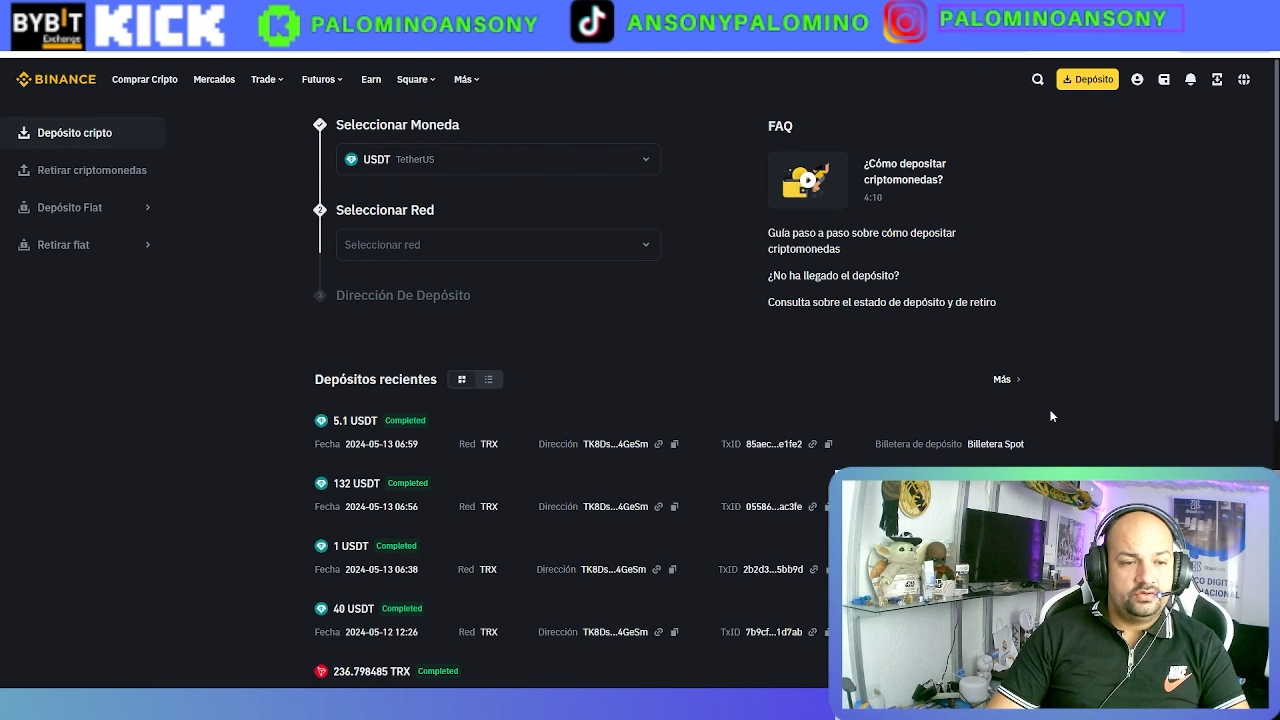 BYBIT
Exchange
KICK
PALOMINOANSONY
ANSONYPALOMINO
PALOMINOANSONY
BINANCE
Comprar Cripto
Mercados
Trade
Futuros
Earn
Square
Más
Depósito
Depósito cripto
Retirar criptomonedas
Depósito Fiat
Retirar fiat
Seleccionar Moneda
USDT TetherUS
2
Seleccionar Red
Seleccionar red
3
Dirección De Depósito
FAQ
¿Cómo depositar
criptomonedas?
4:10
Guía paso a paso sobre cómo depositar
criptomonedas
¿No ha llegado el depósito?
Consulta sobre el estado de depósito y de retiro
Depósitos recientes
Más
5.1 USDT Completed
Fecha 2024-05-13 06:59 Red TRX Dirección TK8Ds...4GeSm TxID 85aec...e1fe2 Billetera de depósito Billetera Spot
132 USDT Completed
Fecha 2024-05-13 06:56 Red TRX Dirección TK8Ds...4GeSm TxID 05586...ac3fe
1 USDT Completed
Fecha 2024-05-13 06:38 Red TRX Dirección TK8Ds...4GeSm TxID 2b2d3...5bb9d
40 USDT Completed
Fecha 2024-05-12 12:26 Red TRX Dirección TK8Ds...4GeSm TxID 7b9cf...1d7ab
236.798485 TRX Completed